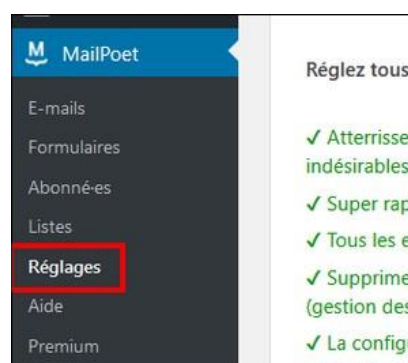 MailPoet
E-mails
Formulaires
Abonné·es
Listes
Réglages
Aide
Premium
Réglez tous
✓ Atterrisse
indésirables
✓ Super rap
✓ Tous les e
✓ Supprime
(gestion des
✓ La config